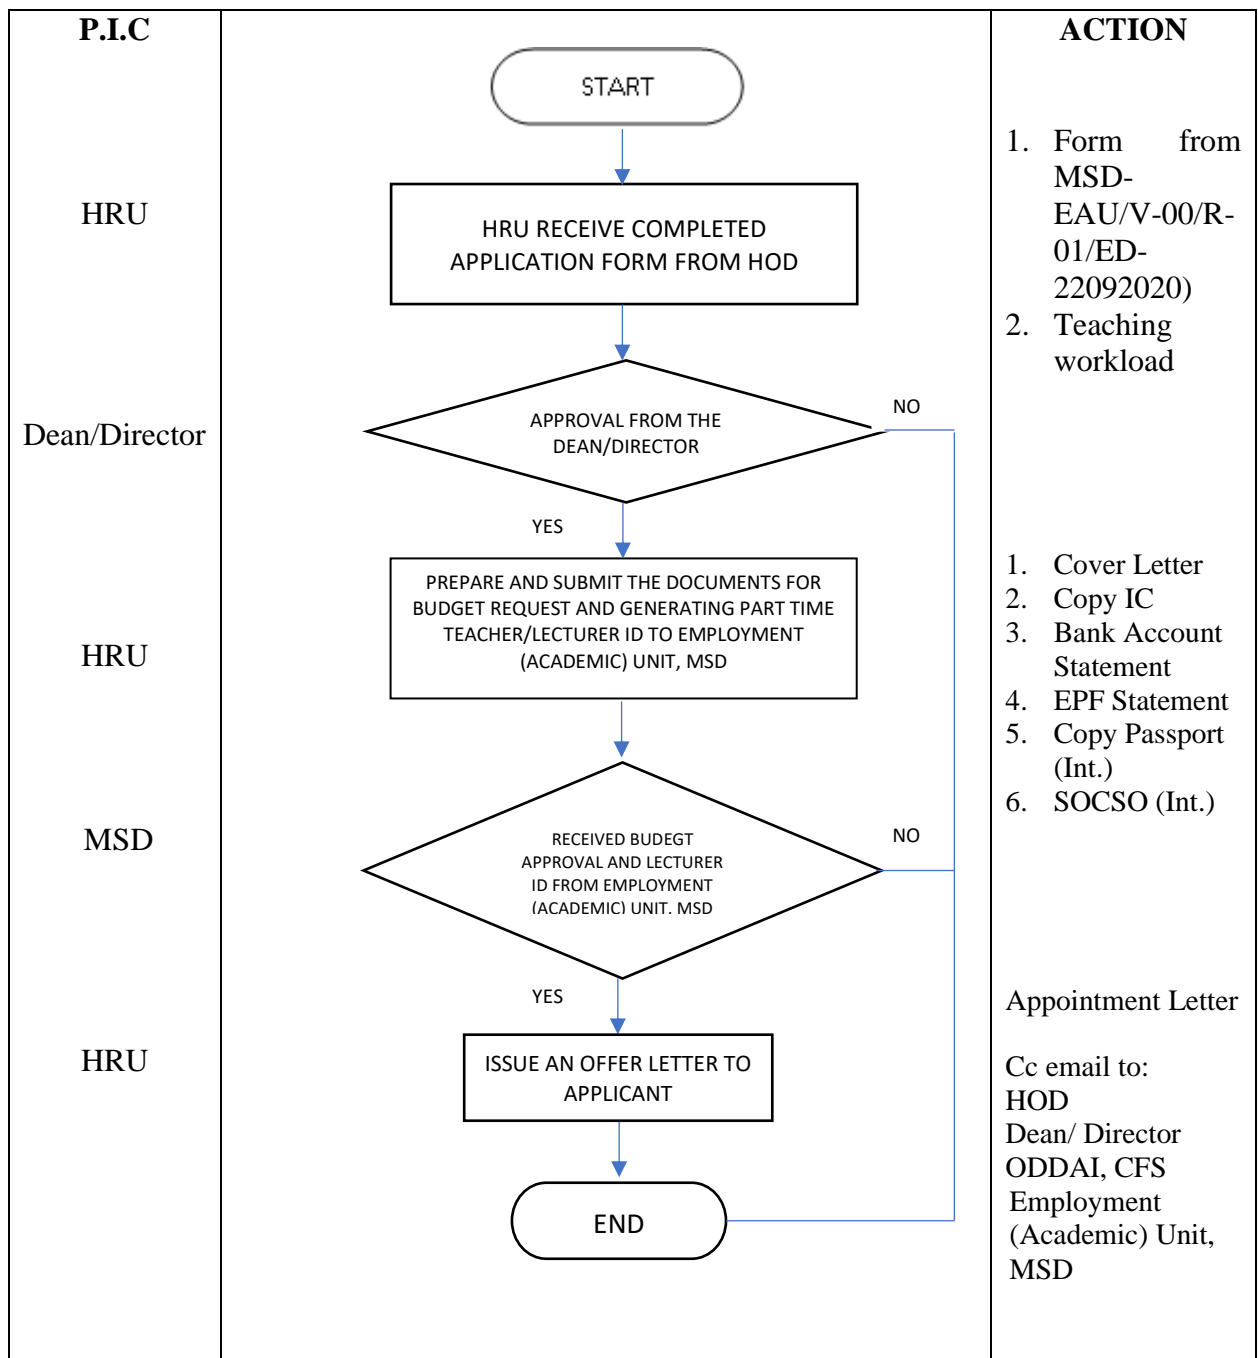 P.I.C
ACTION
START
1. Form from
MSD-
EAU/V-00/R-
01/ED-
22092020)
2. Teaching
workload
HRU
HRU RECEIVE COMPLETED
APPLICATION FORM FROM HOD
Dean/Director
APPROVAL FROM THE
DEAN/DIRECTOR
NO
YES
HRU
PREPARE AND SUBMIT THE DOCUMENTS FOR
BUDGET REQUEST AND GENERATING PART TIME
TEACHER/LECTURER ID TO EMPLOYMENT
(ACADEMIC) UNIT, MSD
1. Cover Letter
2. Copy IC
3. Bank Account
Statement
4. EPF Statement
5. Copy Passport
(Int.)
6. SOCSO (Int.)
MSD
RECEIVED BUDEGT
APPROVAL AND LECTURER
ID FROM EMPLOYMENT
(ACADEMIC) UNIT, MSD
NO
YES
HRU
ISSUE AN OFFER LETTER TO
APPLICANT
Appointment Letter
Cc email to:
HOD
Dean/ Director
ODDAI, CFS
Employment
(Academic) Unit,
MSD
END